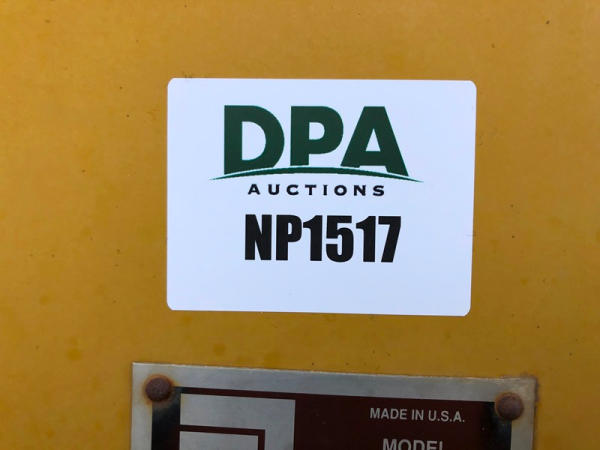 DPA
AUCTIONS
NP1517
MADE IN U.S.A.
MODEL